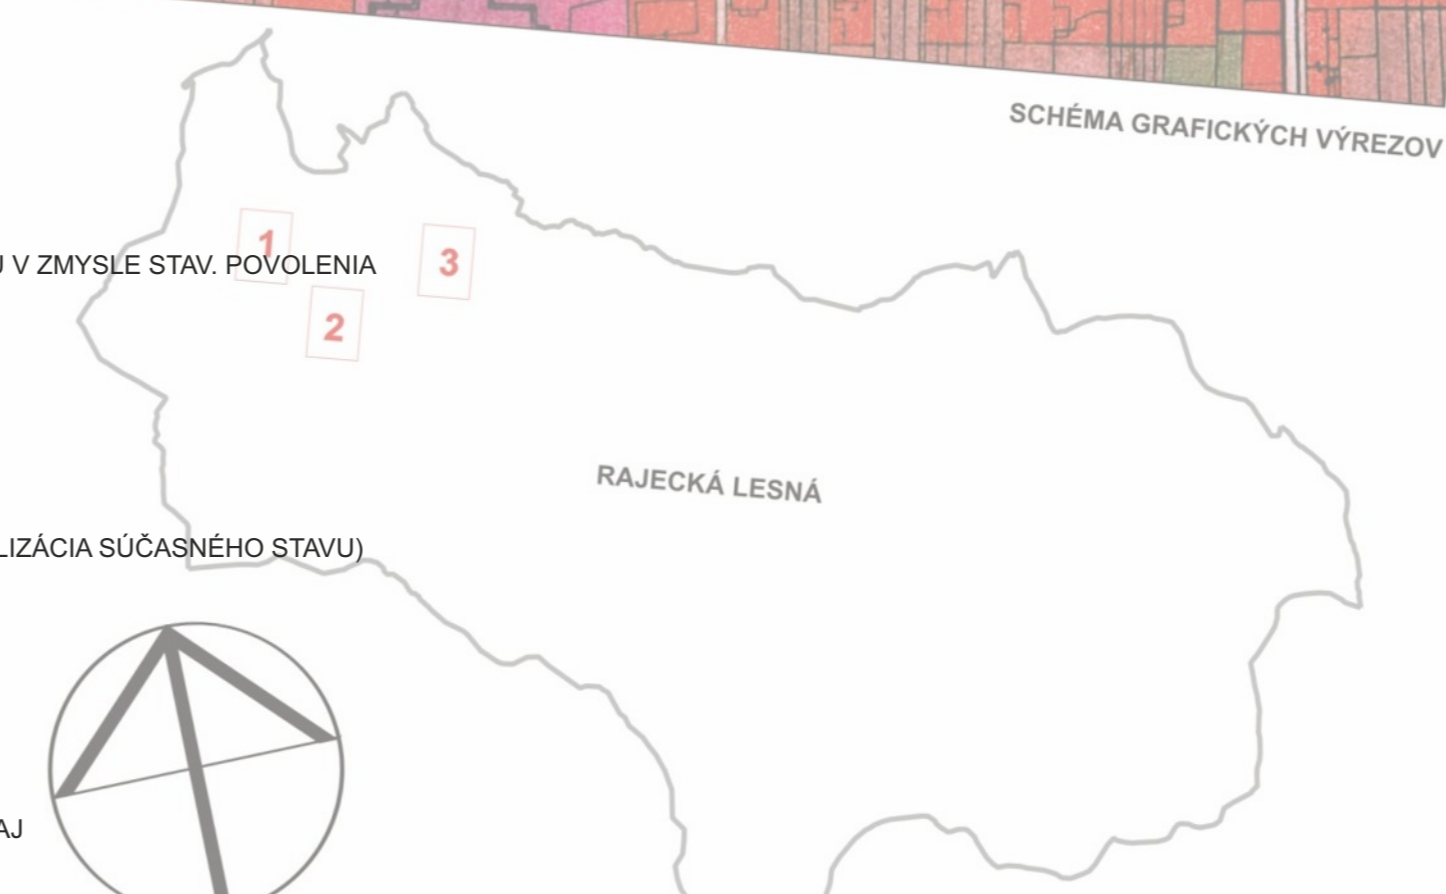 SCHÉMA GRAFICKÝCH VÝREZOV
1
V ZMYSLE STAV. POVOLENIA
3
2
RAJECKÁ LESNÁ
LIZÁCIA SÚČASNÉHO STAVU)
AJ